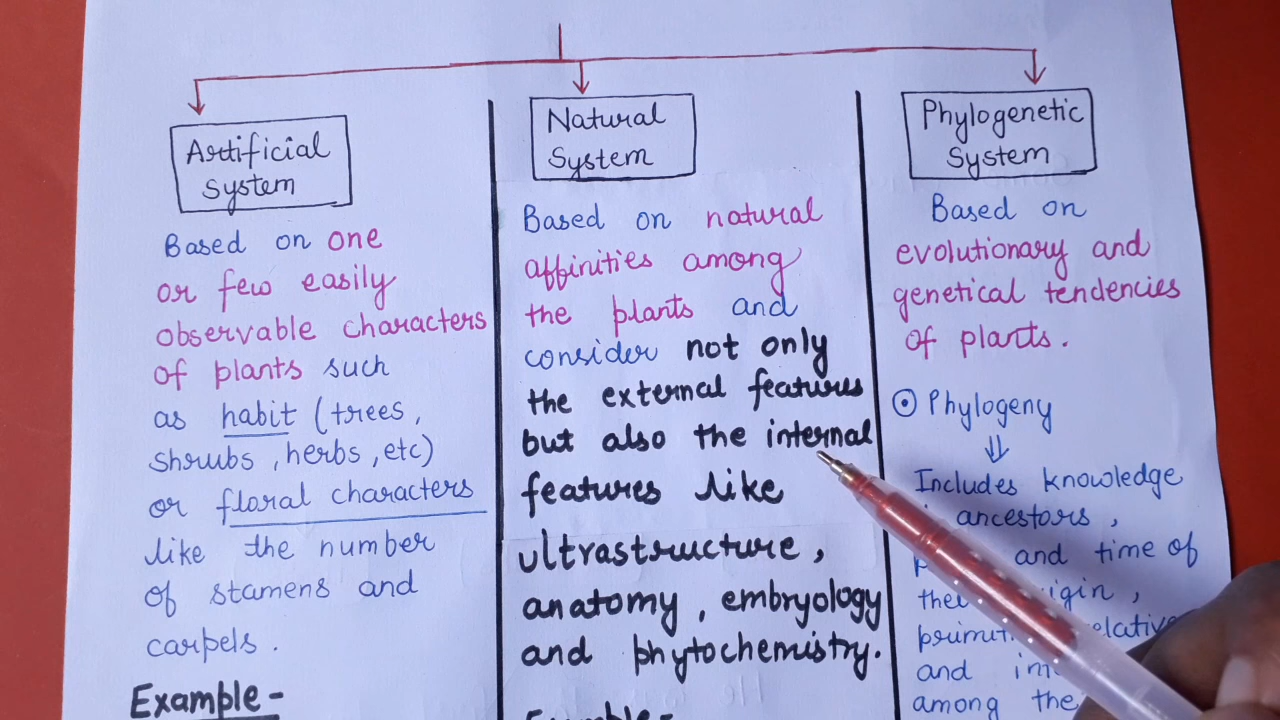 Artificial
System
Based on one
or few easily
observable characters
of plants such
as habit (trees,
shrubs, herbs, etc)
or floral characters
like the number
of stamens and
carpels.
Example-
Natural
System
Based on natural
affinities among
the plants and
consider not only
the external features
but also the internal
features like
ultrastructure,
anatomy, embryology
and phytochemistry.
Example-
Phylogenetic
System
Based on
evolutionary and
genetical tendencies
of plants.
Phylogeny
Includes knowledge
ancestors,
and time of
and
among the